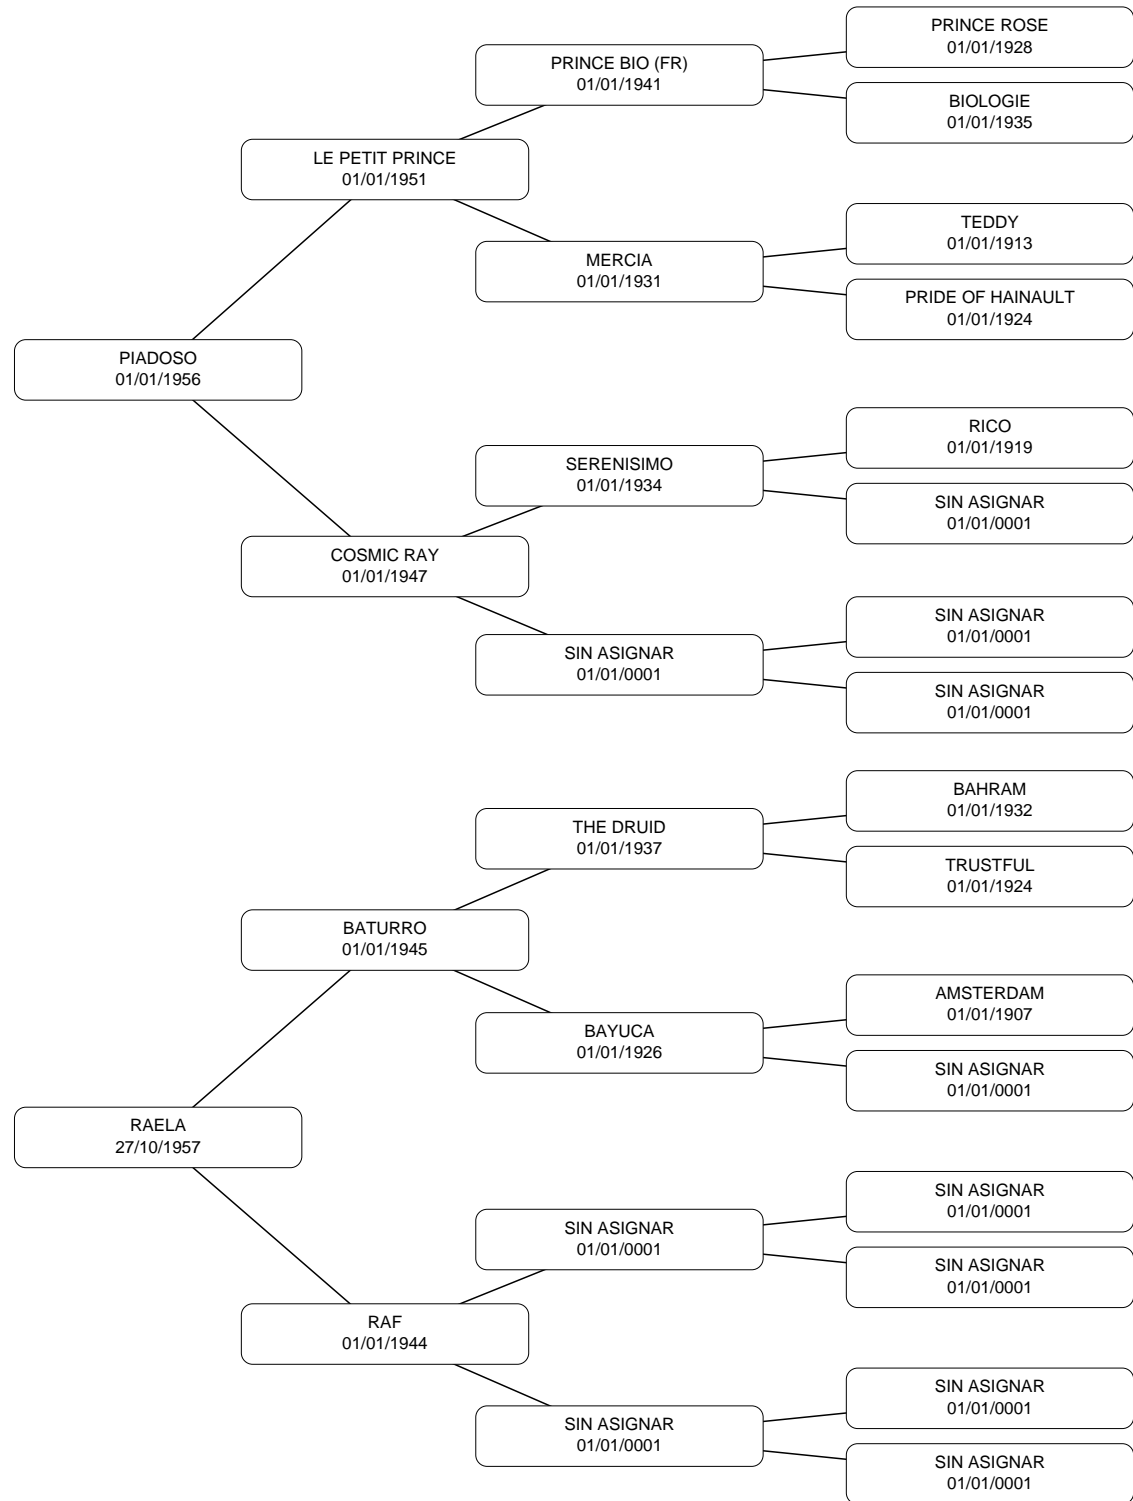 PRINCE ROSE
01/01/1928
PRINCE BIO (FR)
01/01/1941
BIOLOGIE
01/01/1935
LE PETIT PRINCE
01/01/1951
TEDDY
01/01/1913
MERCIA
01/01/1931
PRIDE OF HAINAULT
01/01/1924
PIADOSO
01/01/1956
RICO
01/01/1919
SERENISIMO
01/01/1934
SIN ASIGNAR
01/01/0001
COSMIC RAY
01/01/1947
SIN ASIGNAR
01/01/0001
SIN ASIGNAR
01/01/0001
SIN ASIGNAR
01/01/0001
BAHRAM
01/01/1932
THE DRUID
01/01/1937
TRUSTFUL
01/01/1924
BATURRO
01/01/1945
AMSTERDAM
01/01/1907
BAYUCA
01/01/1926
SIN ASIGNAR
01/01/0001
RAELA
27/10/1957
SIN ASIGNAR
01/01/0001
SIN ASIGNAR
01/01/0001
SIN ASIGNAR
01/01/0001
RAF
01/01/1944
SIN ASIGNAR
01/01/0001
SIN ASIGNAR
01/01/0001
SIN ASIGNAR
01/01/0001